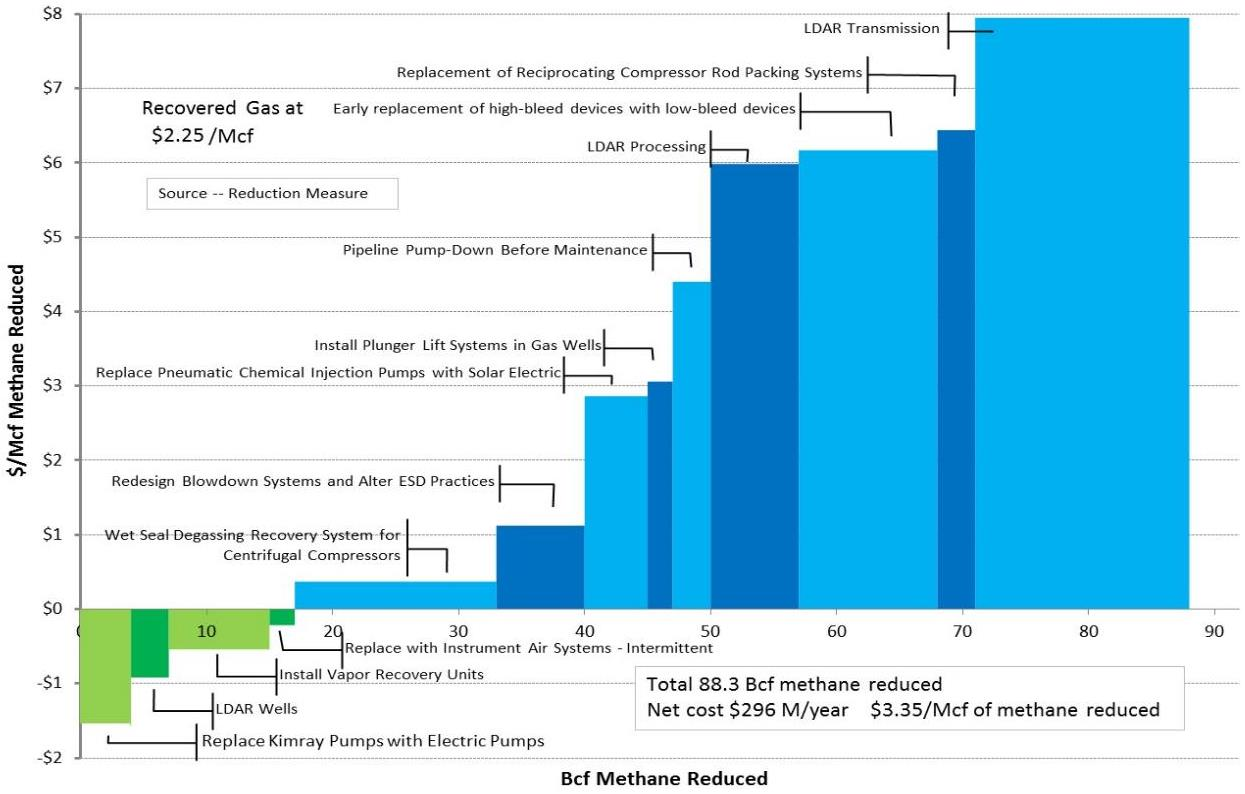 $8
LDAR Transmission
Replacement of Reciprocating Compressor Rod Packing Systems
$7
Recovered Gas at
$2.25/Mcf
Early replacement of high-bleed devices with low-bleed devices
LDAR Processing
$6
Source -- Reduction Measure
$5
Pipeline Pump-Down Before Maintenance
$4
Install Plunger Lift Systems in Gas Wells
Replace Pneumatic Chemical Injection Pumps with Solar Electric
$3
$2
Redesign Blowdown Systems and Alter ESD Practices
$1
Wet Seal Degassing Recovery System for
Centrifugal Compressors
$0
10 20 30 40 50 60 70 80 90
Replace with Instrument Air Systems - Intermittent
Install Vapor Recovery Units
-$1
LDAR Wells
Replace Kimray Pumps with Electric Pumps
-$2
Total 88.3 Bcf methane reduced
Net cost $296 M/year $3.35/Mcf of methane reduced
$/Mcf Methane Reduced
Bcf Methane Reduced